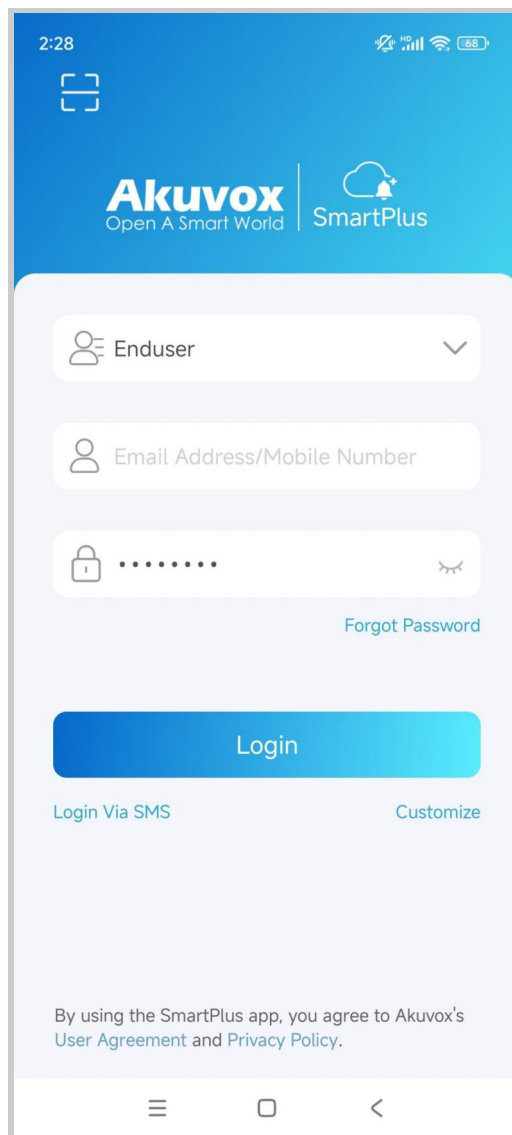 2:28
HD
68
Akuvox
Open A Smart World
SmartPlus
Enduser
Email Address/Mobile Number
••••••••
Forgot Password
Login
Login Via SMS
Customize
By using the SmartPlus app, you agree to Akuvox's
User Agreement and Privacy Policy.